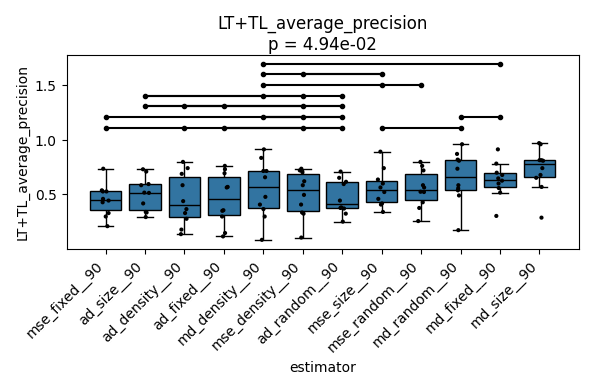 LT+TL_average_precision
p = 4.94e-02
LT+TL_average_precision
1.5
1.0
0.5
mse_fixed__90
ad_size__90
ad_density__90
ad_fixed__90
md_density__90
mse_density__90
ad_random__90
mse_size__90
mse_random__90
md_random__90
md_fixed__90
md_size__90
estimator